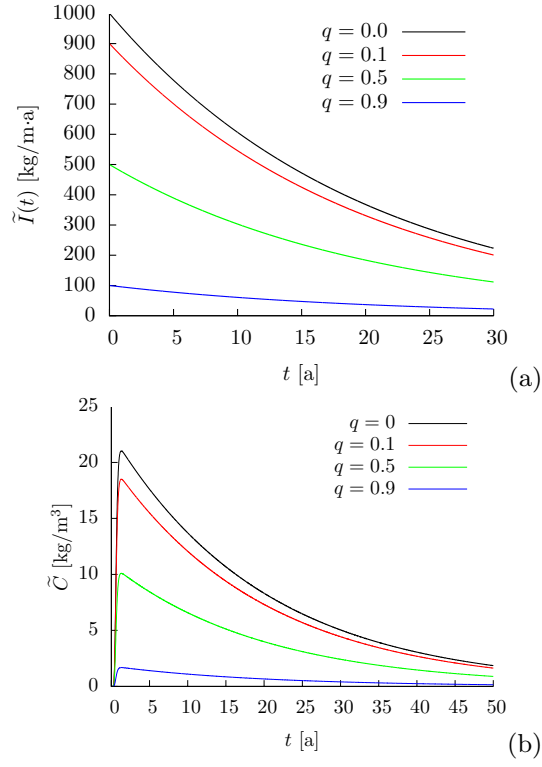 1000
900
800
700
600
500
400
300
200
100
0
Ĩ(t) [kg/m·a]
q = 0.0
q = 0.1
q = 0.5
q = 0.9
0 5 10 15 20 25 30
t [a]
(a)
25
20
15
10
5
0
C̃ [kg/m³]
q = 0
q = 0.1
q = 0.5
q = 0.9
0 5 10 15 20 25 30 35 40 45 50
t [a]
(b)